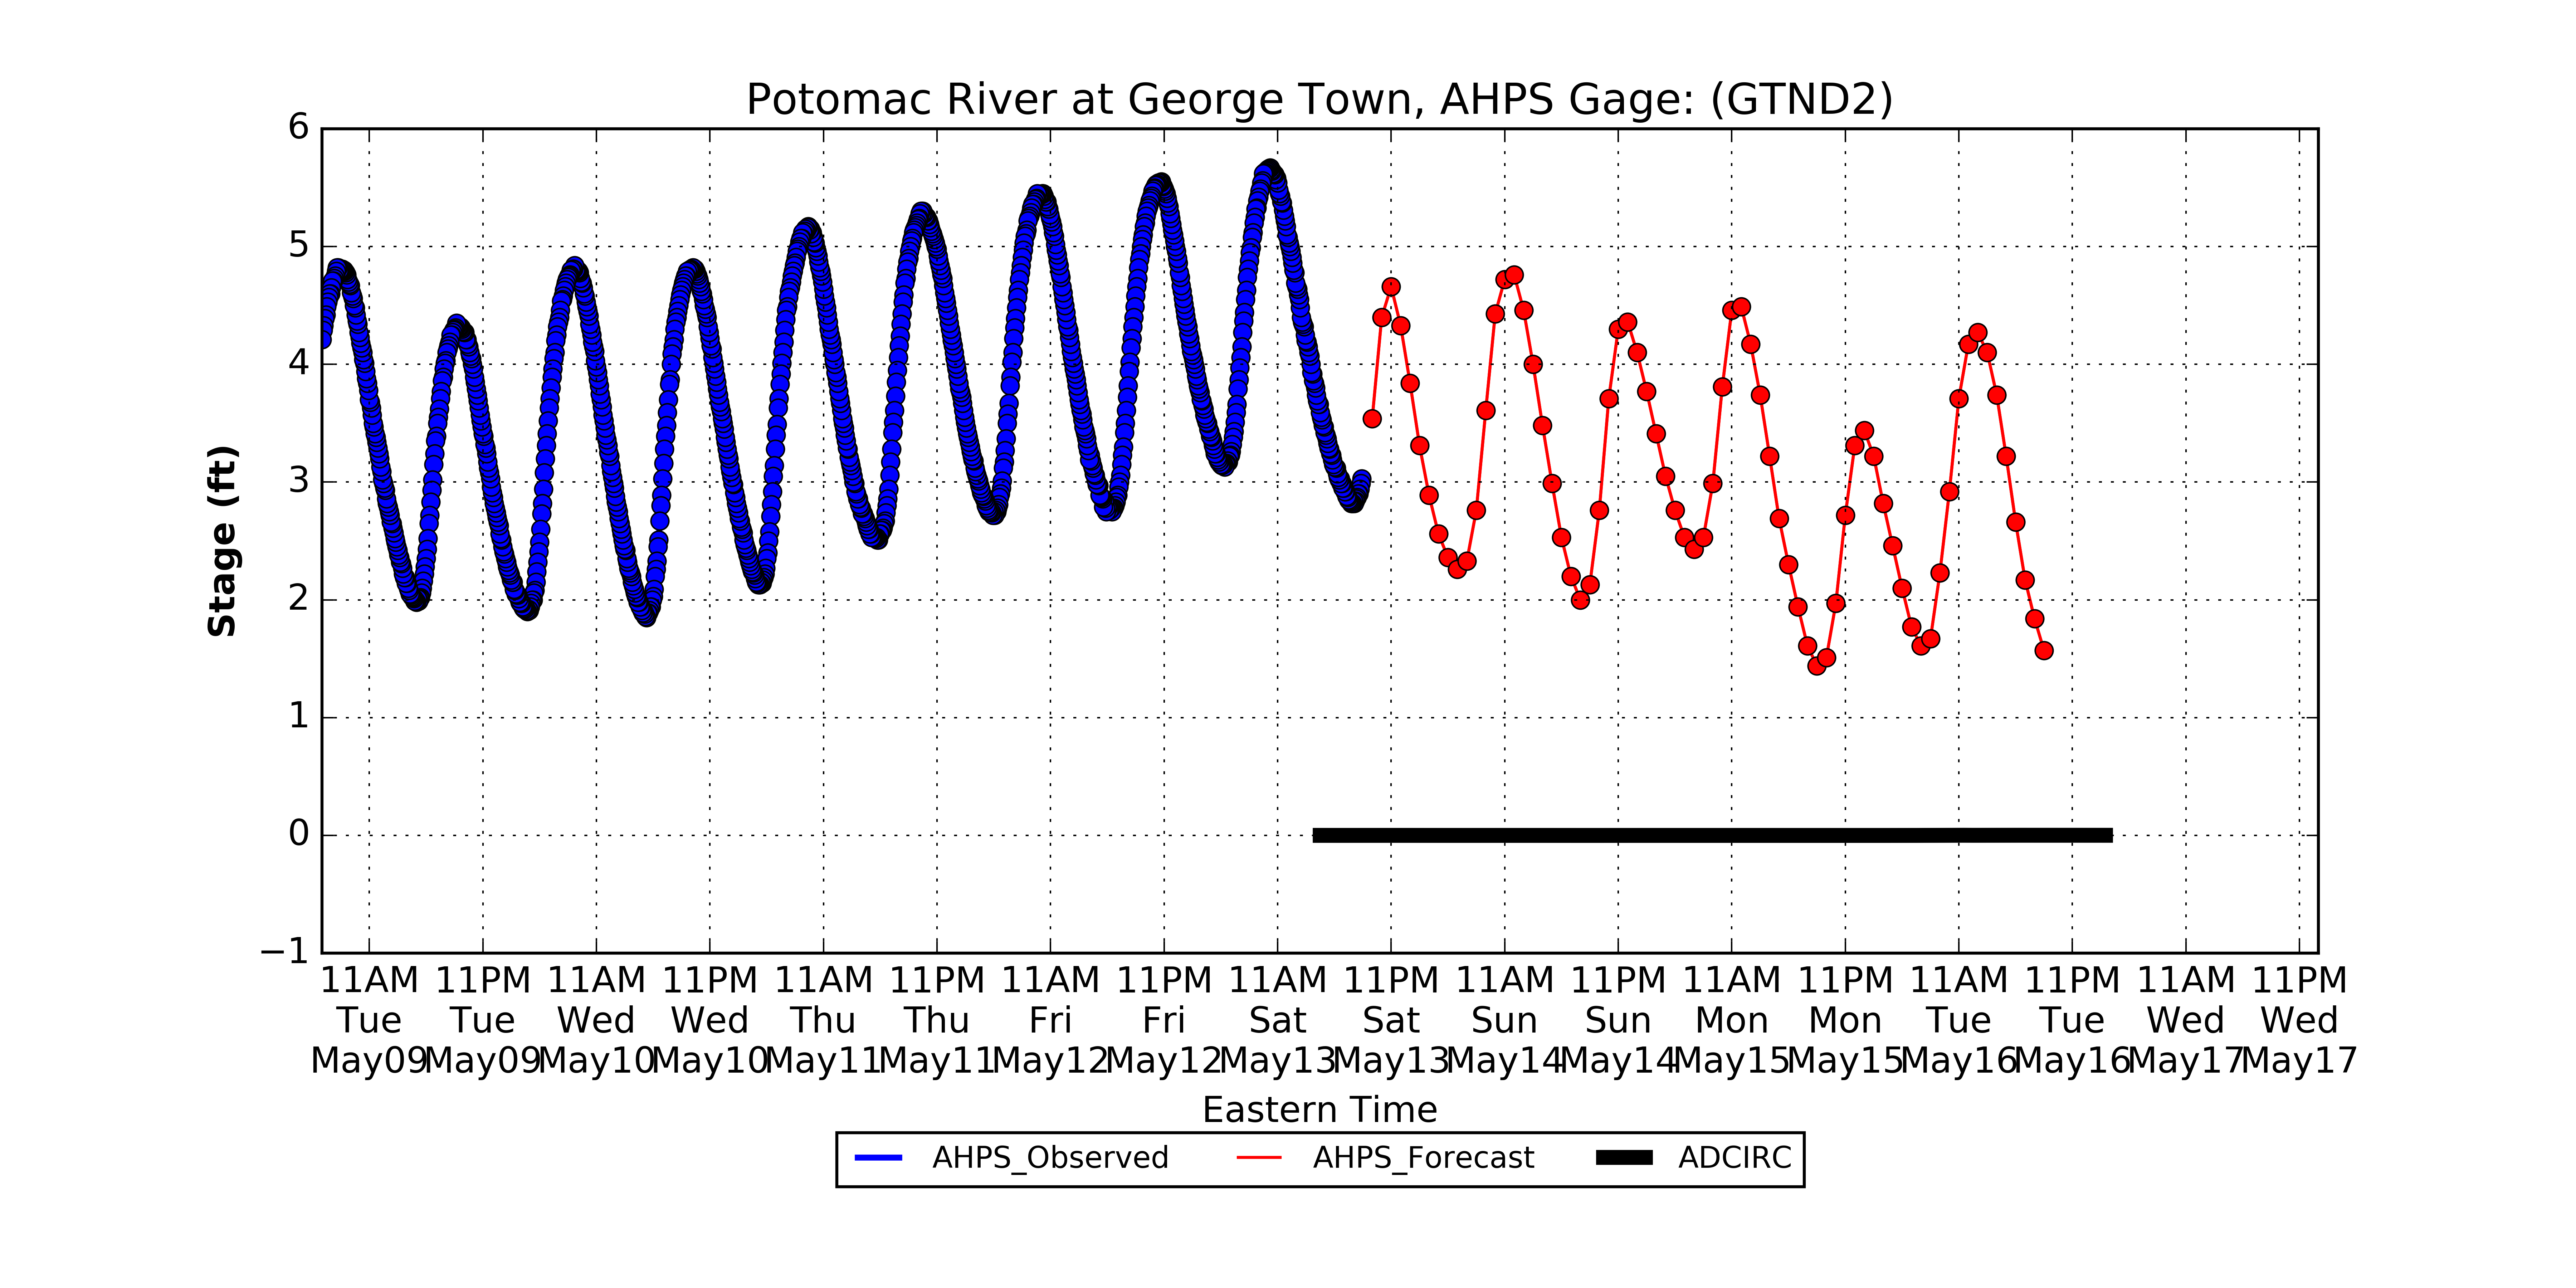 Potomac River at George Town, AHPS Gage: (GTND2)
6
5
4
3
2
1
0
−1
Stage (ft)
11AM 11PM 11AM 11PM 11AM 11PM 11AM 11PM 11AM 11PM 11AM 11PM 11AM 11PM 11AM 11PM 11AM 11PM
Tue Tue Wed Wed Thu Thu Fri Fri Sat Sat Sun Sun Mon Mon Tue Tue Wed Wed
May09 May09 May10 May10 May11 May11 May12 May12 May13 May13 May14 May14 May15 May15 May16 May16 May17 May17
Eastern Time
AHPS_Observed AHPS_Forecast ADCIRC